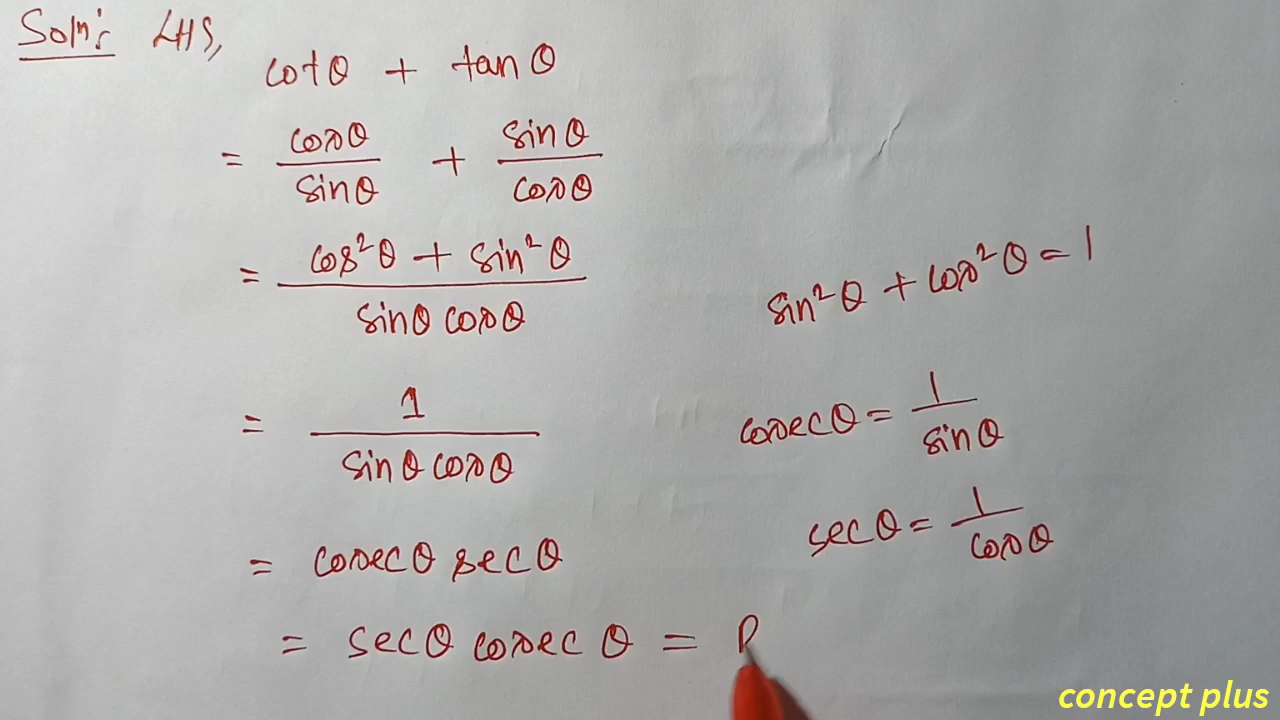 Soln: LHS,
cotθ + tanθ
= cosθ/sinθ + sinθ/cosθ
= cos²θ + sin²θ / sinθ cosθ
sin²θ + cos²θ = 1
= 1 / sinθ cosθ
cosecθ = 1/sinθ
= cosecθ secθ
secθ = 1/cosθ
= secθ cosecθ =
concept plus